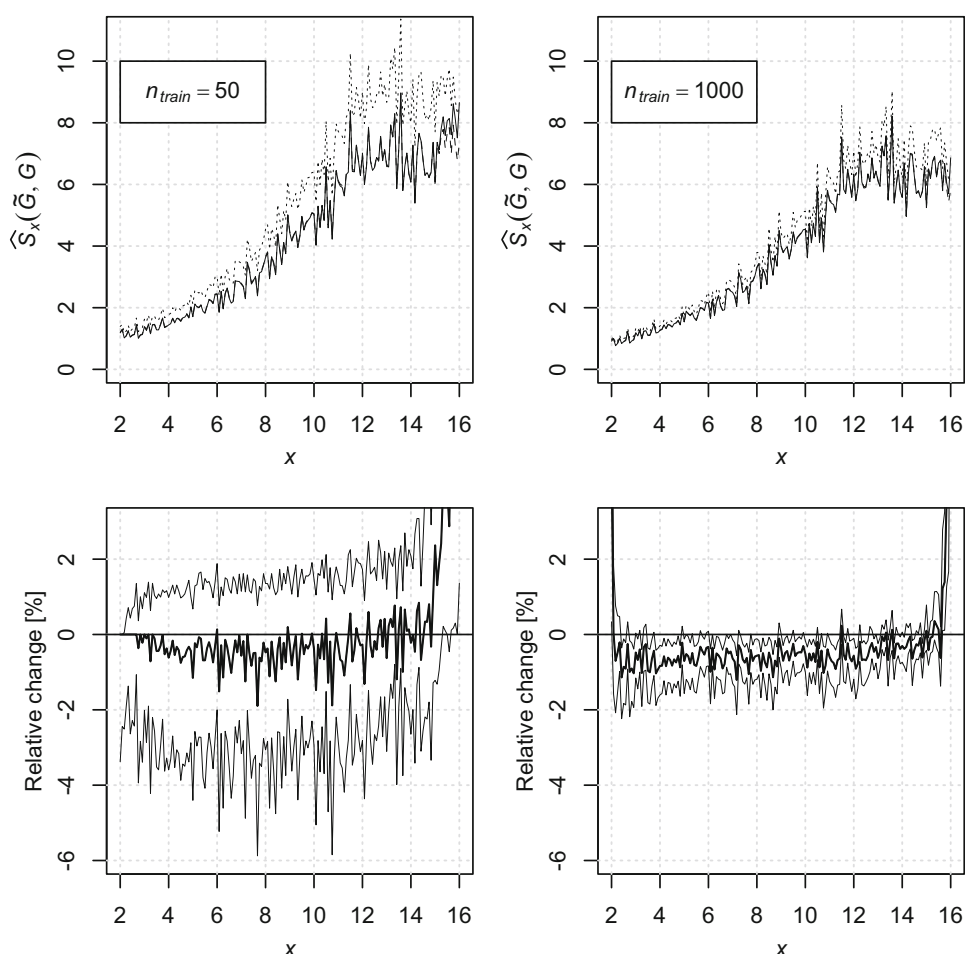 n_train = 50
Ŝ_x(G̃, G)
0 2 4 6 8 10
2 4 6 8 10 12 14 16
x
n_train = 1000
Ŝ_x(G̃, G)
0 2 4 6 8 10
2 4 6 8 10 12 14 16
x
Relative change [%]
-6 -4 -2 0 2
2 4 6 8 10 12 14 16
x
Relative change [%]
-6 -4 -2 0 2
2 4 6 8 10 12 14 16
x